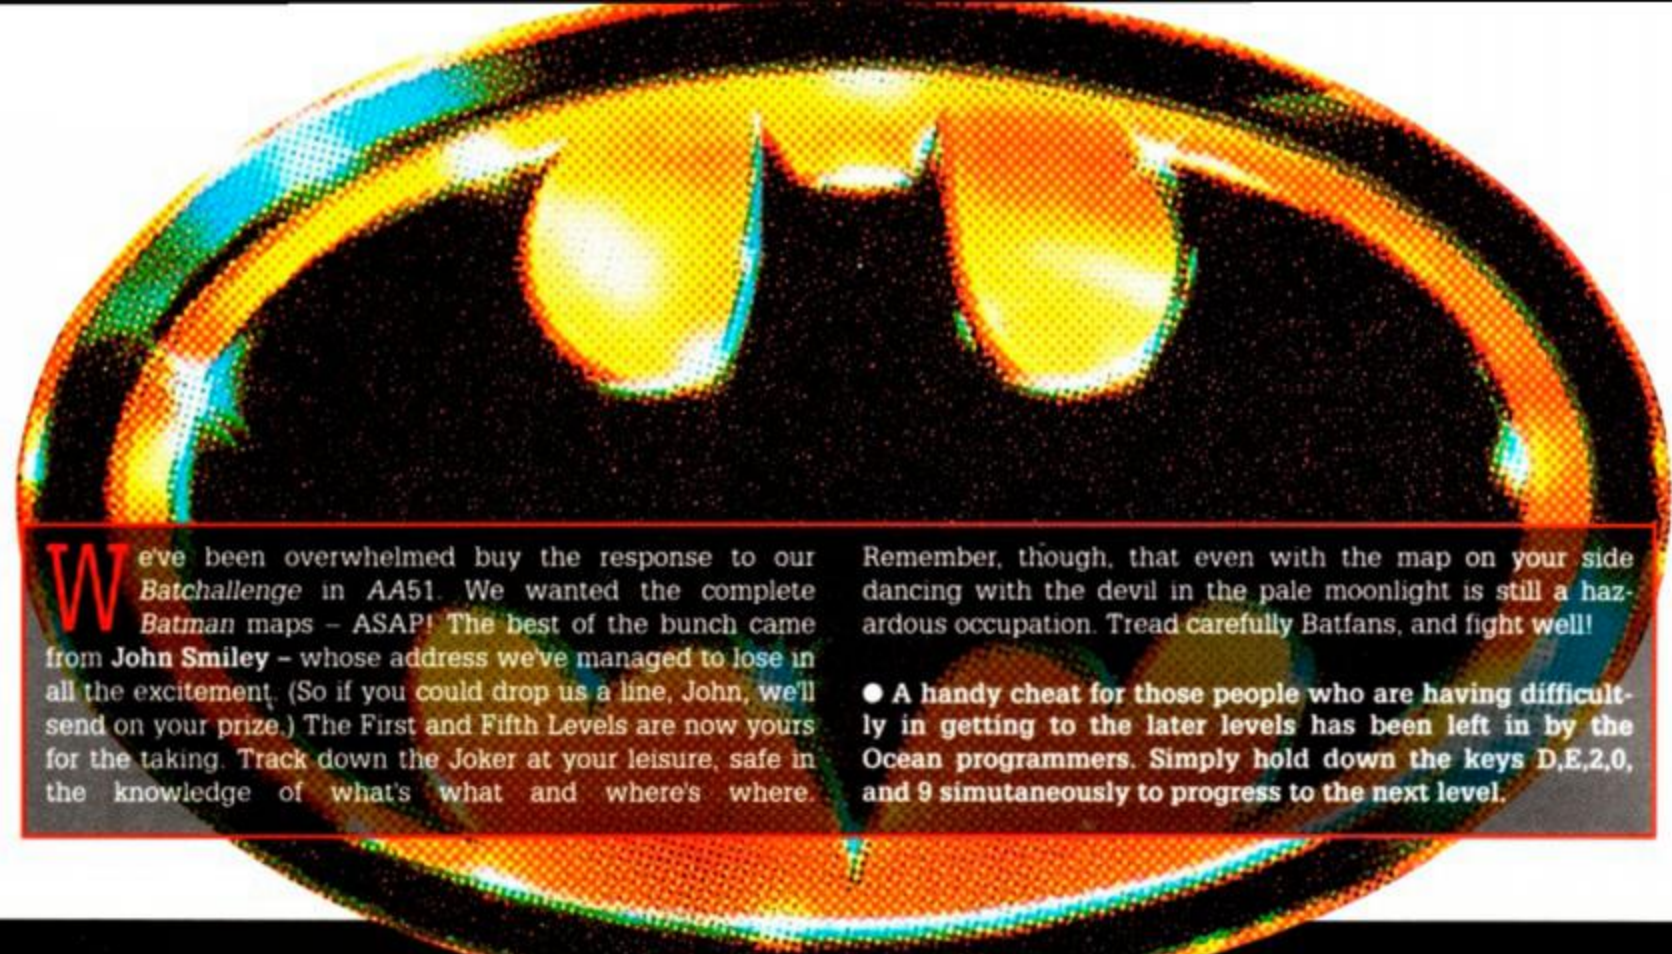 We've been overwhelmed buy the response to our
Batchallenge in AA51. We wanted the complete
Batman maps – ASAP! The best of the bunch came
from John Smiley – whose address we've managed to lose in
all the excitement. (So if you could drop us a line, John, we'll
send on your prize.) The First and Fifth Levels are now yours
for the taking. Track down the Joker at your leisure, safe in
the knowledge of what's what and where's where.
Remember, though, that even with the map on your side
dancing with the devil in the pale moonlight is still a haz-
ardous occupation. Tread carefully Batfans, and fight well!
● A handy cheat for those people who are having difficult-
ly in getting to the later levels has been left in by the
Ocean programmers. Simply hold down the keys D,E,2,0,
and 9 simutaneously to progress to the next level.